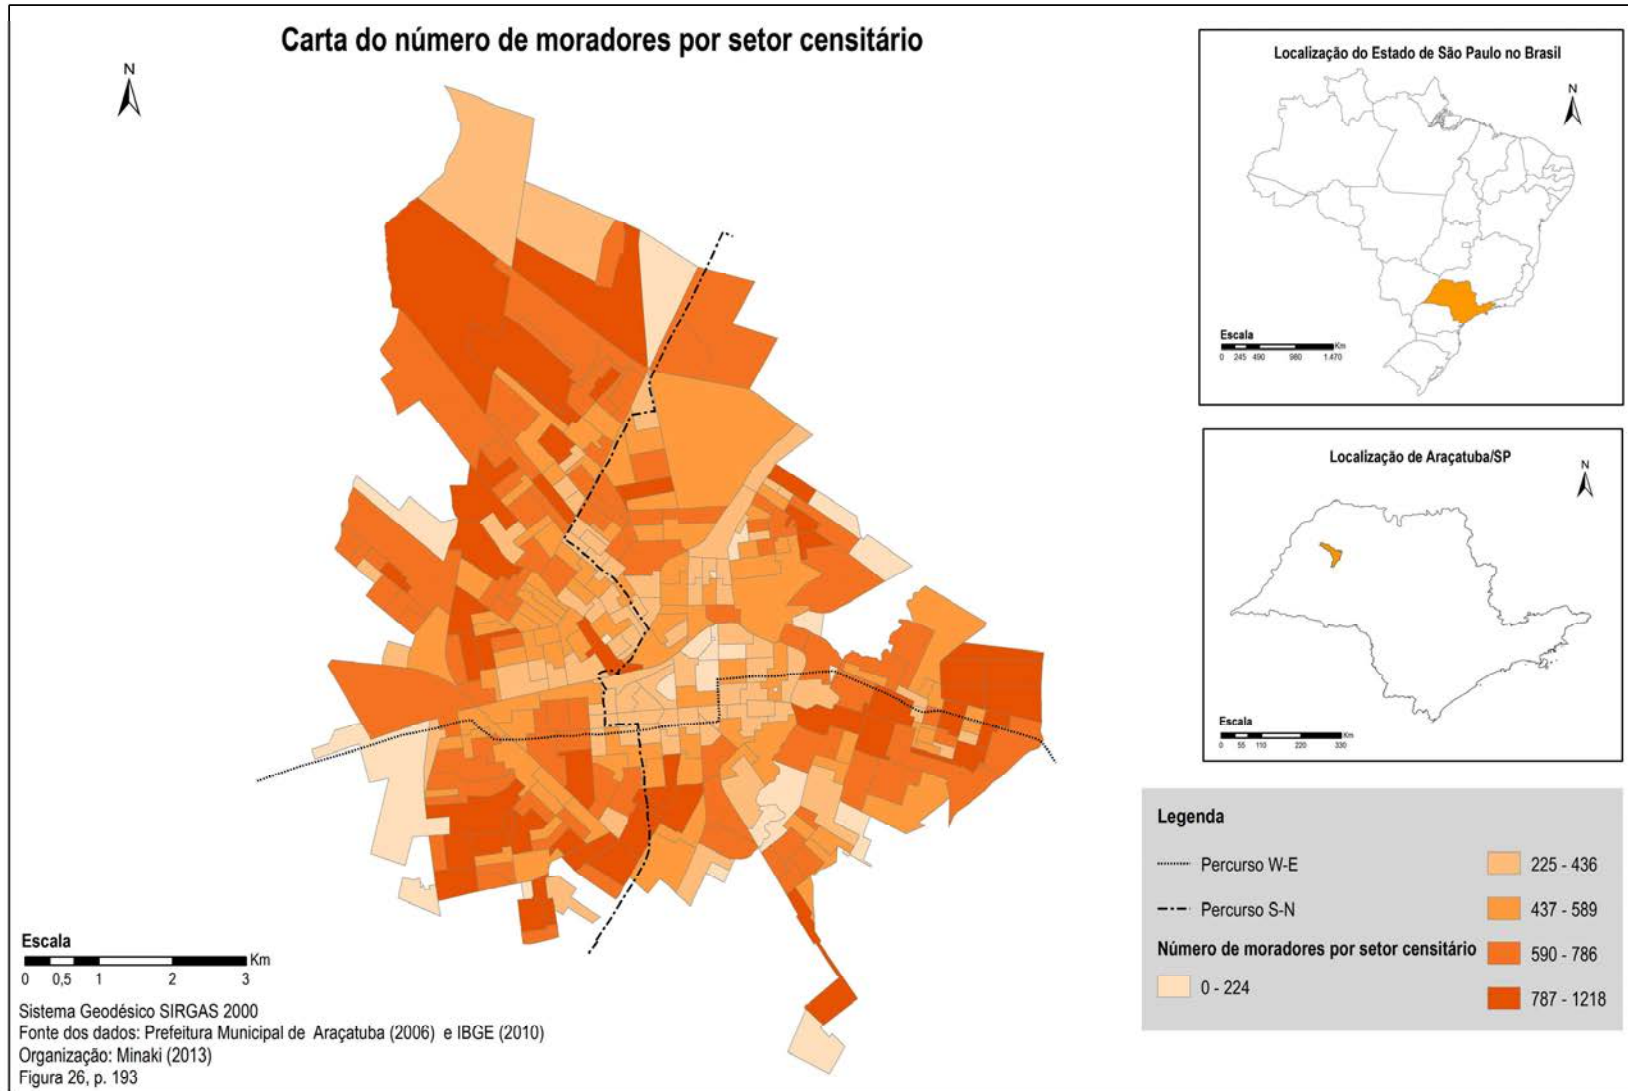 Carta do número de moradores por setor censitário
N
Escala
Km
0 0,5 1 2 3
Sistema Geodésico SIRGAS 2000
Fonte dos dados: Prefeitura Municipal de Araçatuba (2006) e IBGE (2010)
Organização: Minaki (2013)
Figura 26, p. 193
Localização do Estado de São Paulo no Brasil
N
Escala
Km
0 245 490 980 1.470
Localização de Araçatuba/SP
N
Escala
Km
0 55 110 220 330
Legenda
Percurso W-E
Percurso S-N
Número de moradores por setor censitário
0 - 224
225 - 436
437 - 589
590 - 786
787 - 1218